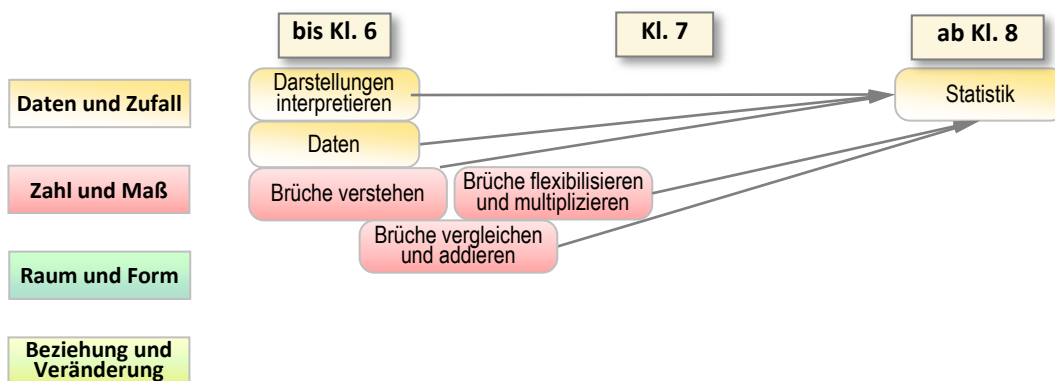 bis Kl. 6
Kl. 7
ab Kl. 8
Daten und Zufall
Darstellungen
interpretieren
Statistik
Daten
Zahl und Maß
Brüche verstehen
Brüche flexibilisieren
und multiplizieren
Brüche vergleichen
und addieren
Raum und Form
Beziehung und
Veränderung